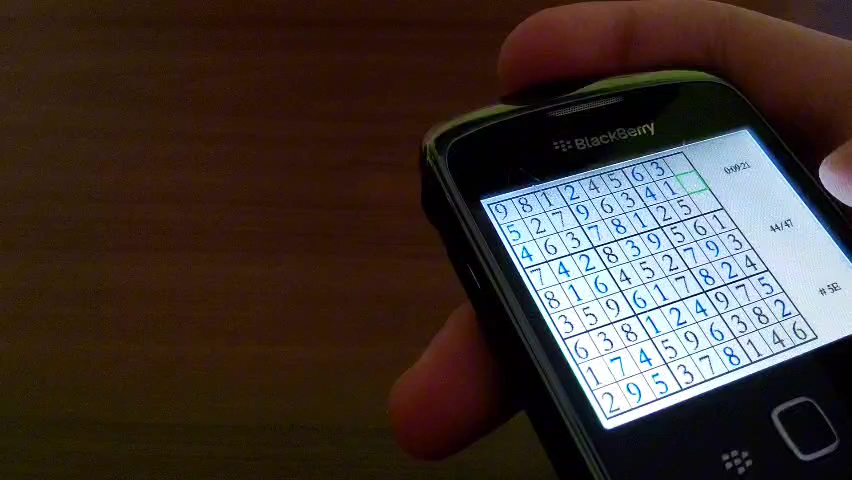 BlackBerry
9 8 1 2 4 5 6 3
5 2 7 9 6 3 4 1
4 6 3 7 8 1 2 5
7 4 2 8 3 9 5 6 1
8 1 6 4 5 2 7 9 3
3 5 9 6 1 7 8 2 4
6 3 8 1 2 4 9 7 5
1 7 4 5 9 6 3 8 2
2 9 5 3 7 8 1 4 6
0:09:21
44/47
# 5E